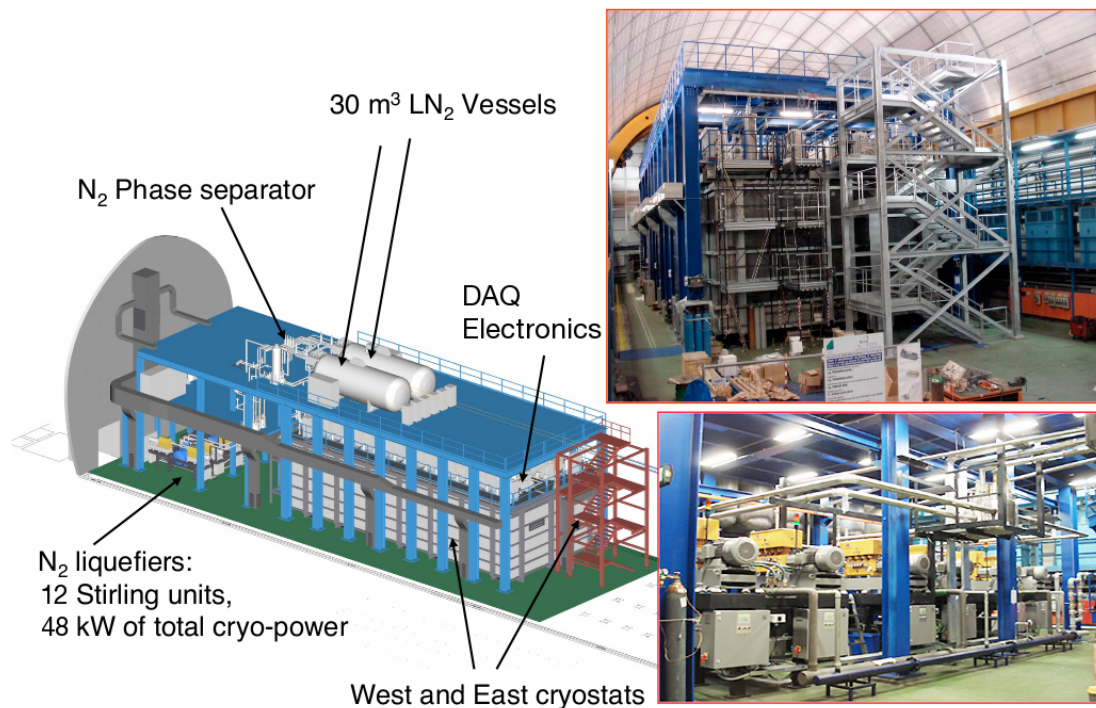 30 m³ LN₂ Vessels
N₂ Phase separator
DAQ
Electronics
N₂ liquefiers:
12 Stirling units,
48 kW of total cryo-power
West and East cryostats